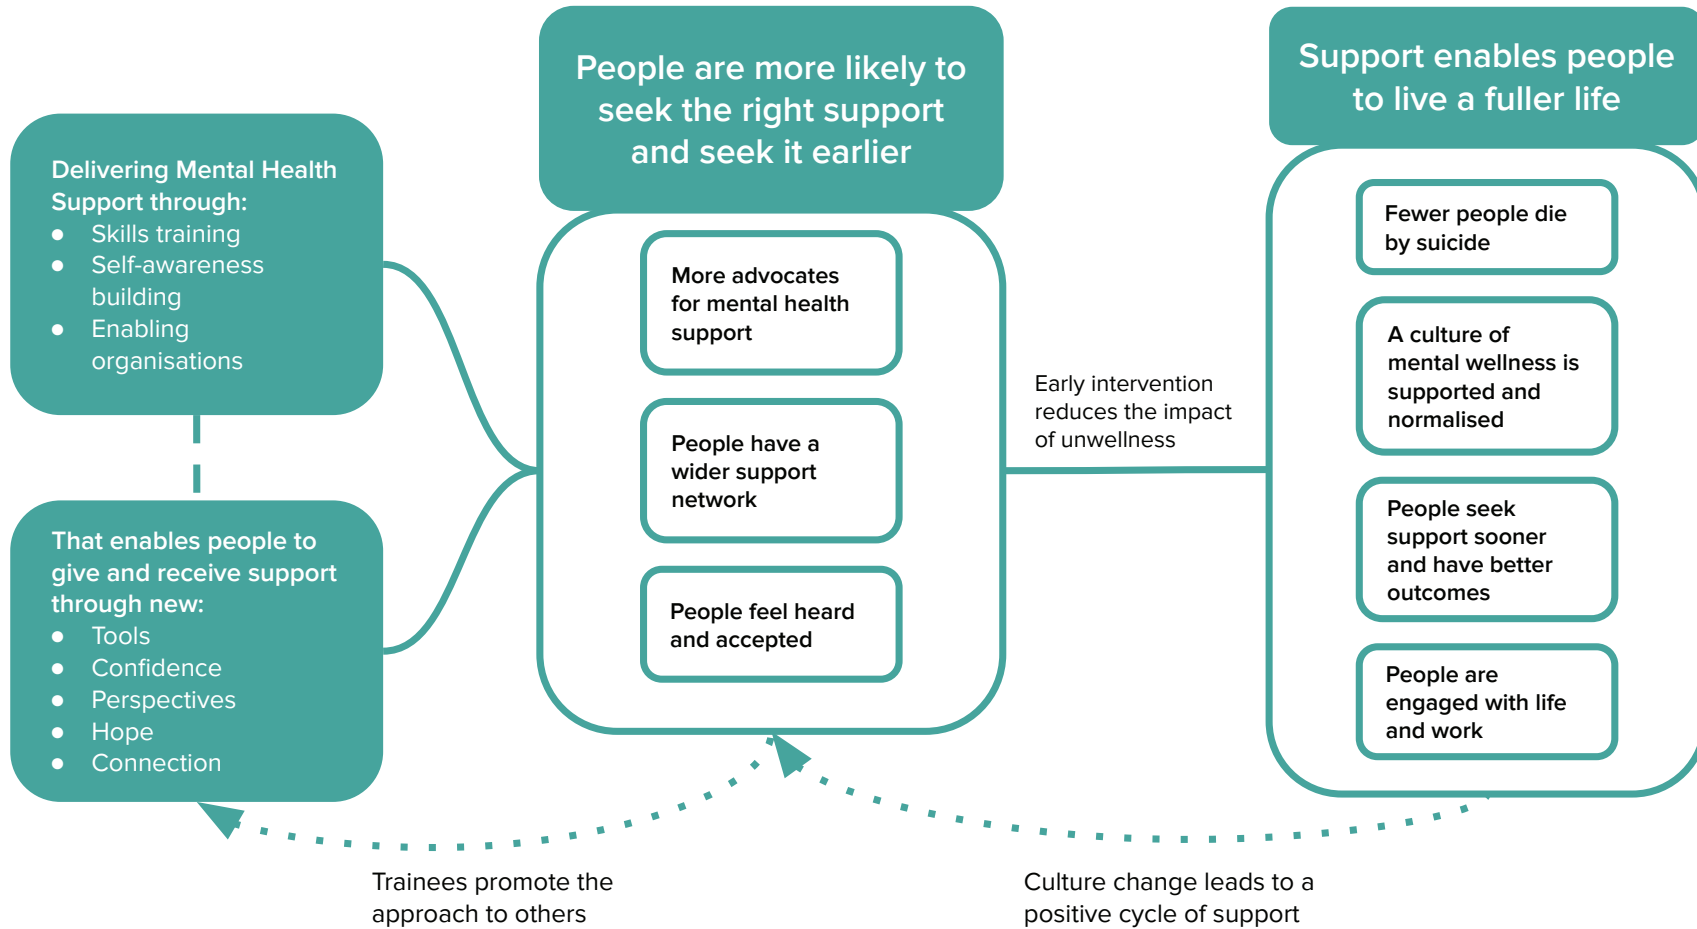 Delivering Mental Health
Support through:
● Skills training
● Self-awareness
building
● Enabling
organisations
That enables people to
give and receive support
through new:
● Tools
● Confidence
● Perspectives
● Hope
● Connection
People are more likely to
seek the right support
and seek it earlier
More advocates
for mental health
support
People have a
wider support
network
People feel heard
and accepted
Early intervention
reduces the impact
of unwellness
Support enables people
to live a fuller life
Fewer people die
by suicide
A culture of
mental wellness is
supported and
normalised
People seek
support sooner
and have better
outcomes
People are
engaged with life
and work
Trainees promote the
approach to others
Culture change leads to a
positive cycle of support